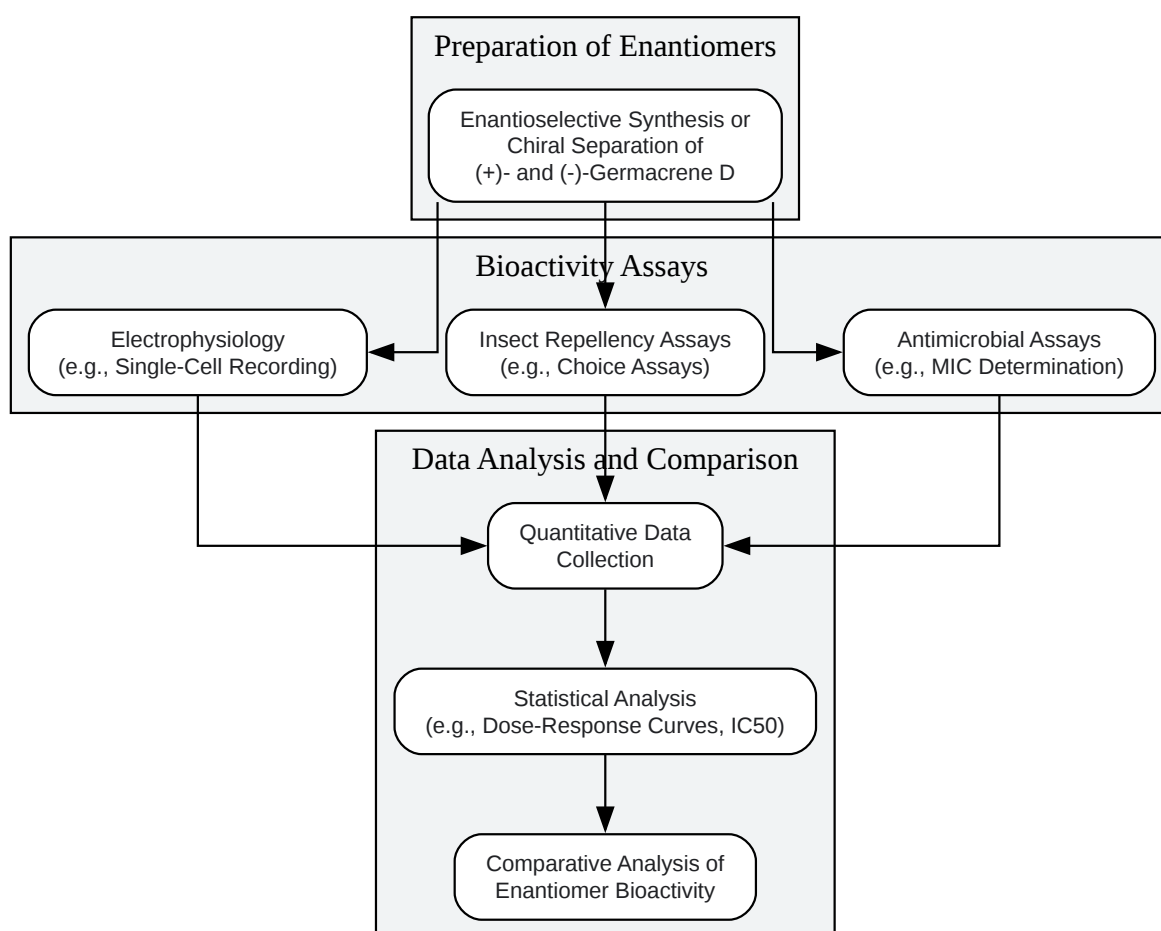 Preparation of Enantiomers
Enantioselective Synthesis or
Chiral Separation of
(+)- and (-)-Germacrene D
Bioactivity Assays
Electrophysiology
(e.g., Single-Cell Recording)
Insect Repellency Assays
(e.g., Choice Assays)
Antimicrobial Assays
(e.g., MIC Determination)
Data Analysis and Comparison
Quantitative Data
Collection
Statistical Analysis
(e.g., Dose-Response Curves, IC50)
Comparative Analysis of
Enantiomer Bioactivity